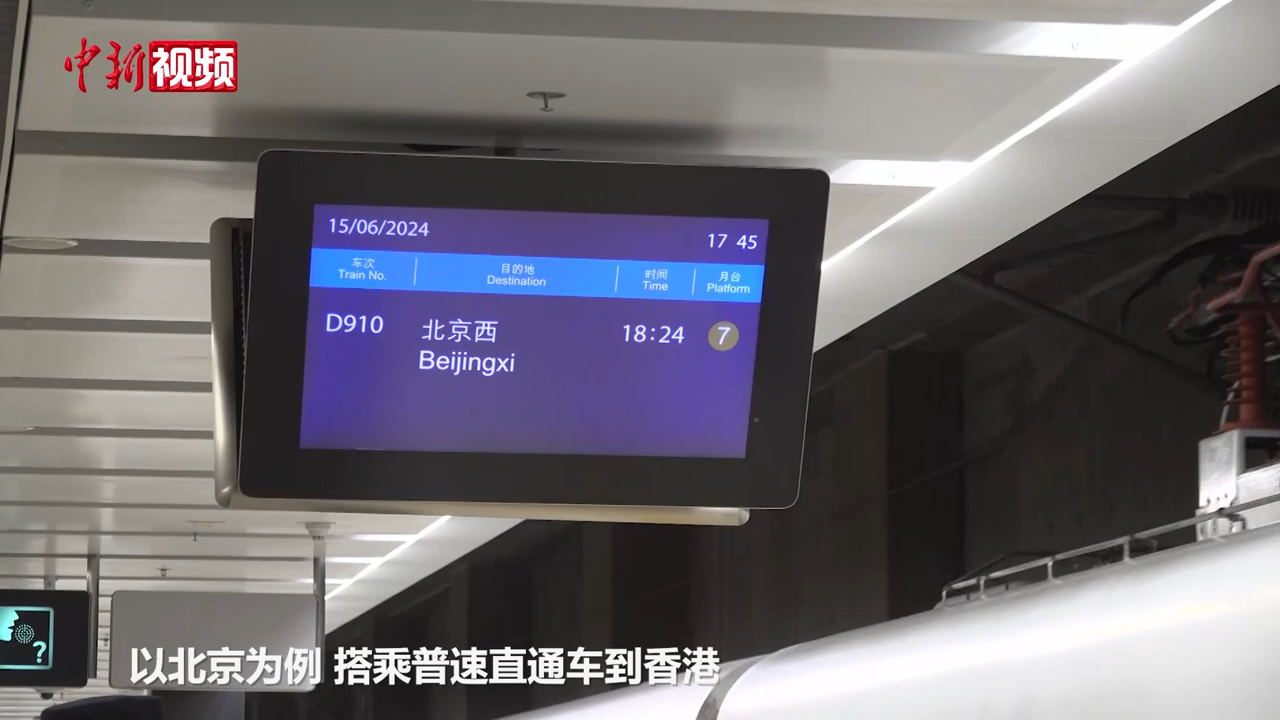 中新视频
15/06/2024
17 45
车次
Train No.
目的地
Destination
时间
Time
月台
Platform
D910
北京西
Beijingxi
18:24
7
?
以北京为例 搭乘普速直通车到香港